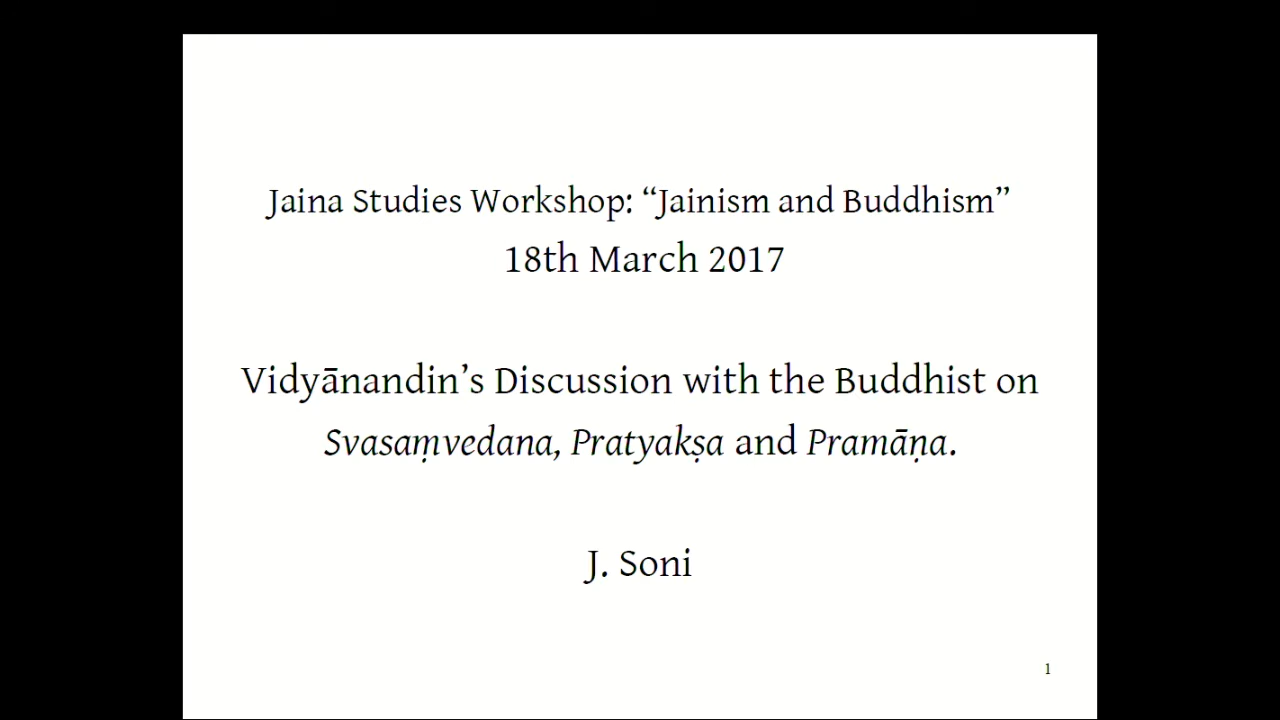 Jaina Studies Workshop: “Jainism and Buddhism”
18th March 2017
Vidyānandin’s Discussion with the Buddhist on
Svasaṃvedana, Pratyakṣa and Pramāṇa.
J. Soni
1